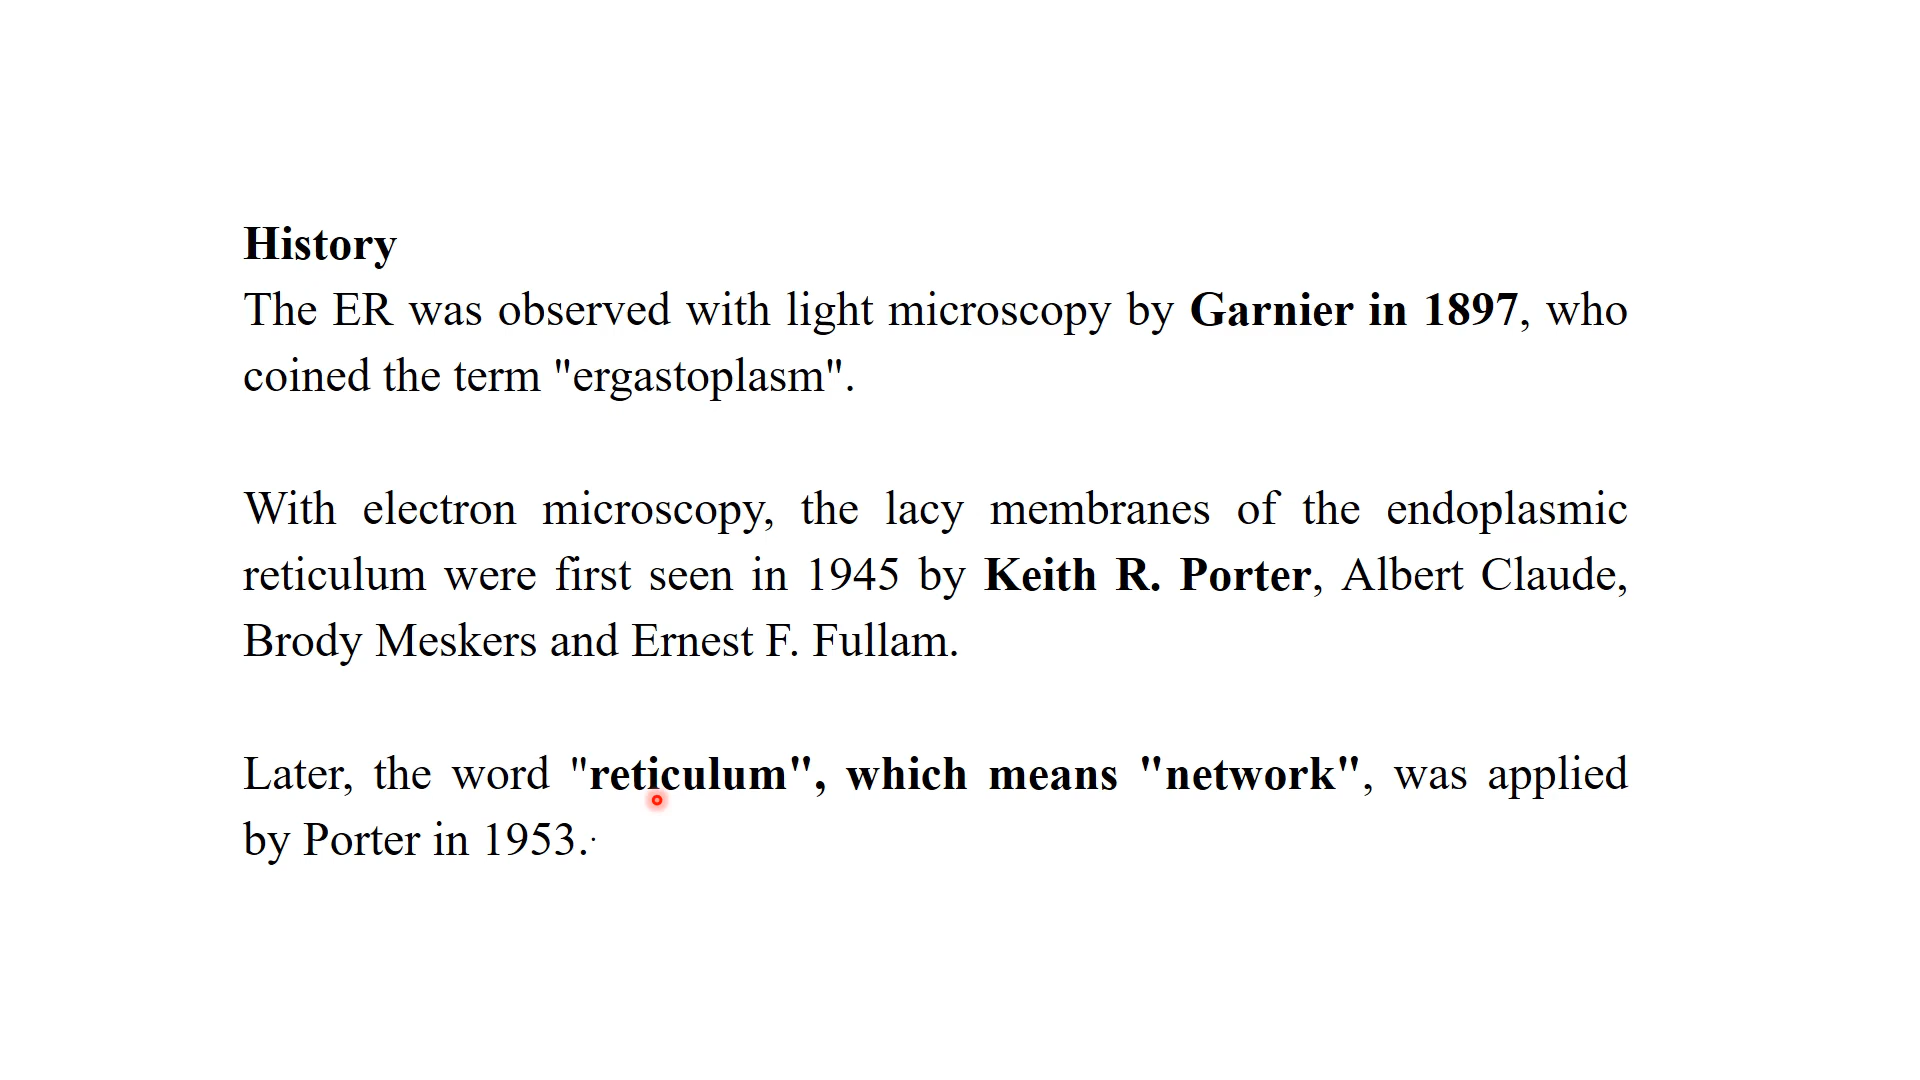 History
The ER was observed with light microscopy by Garnier in 1897, who
coined the term "ergastoplasm".
With electron microscopy, the lacy membranes of the endoplasmic
reticulum were first seen in 1945 by Keith R. Porter, Albert Claude,
Brody Meskers and Ernest F. Fullam.
Later, the word "reticulum", which means "network", was applied
by Porter in 1953.